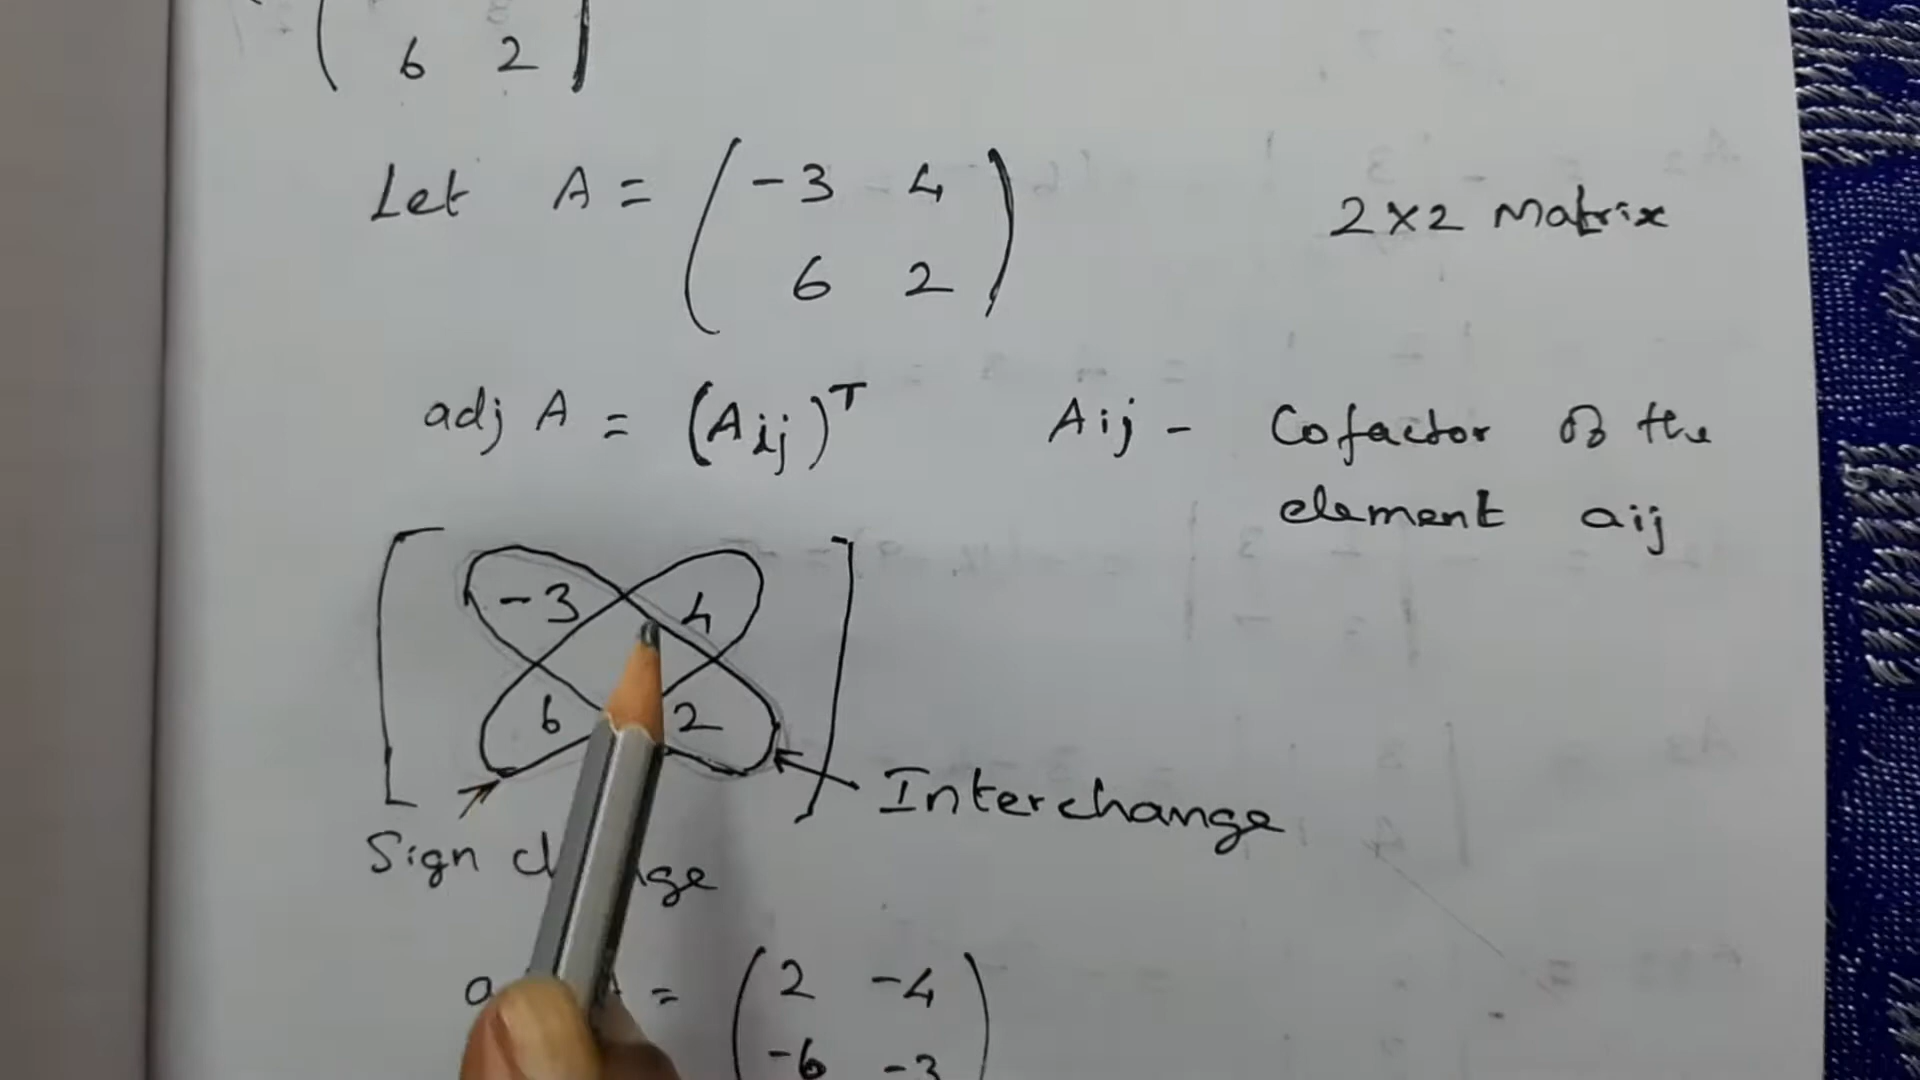 6 2
Let A = ( -3 4
6 2 )
2×2 Matrix
adj A = (Aij)ᵀ Aij - Cofactor of the
element aij
[ -3 4
6 2 ]
Interchange
Sign
= ( 2 -4
-6 -3 )